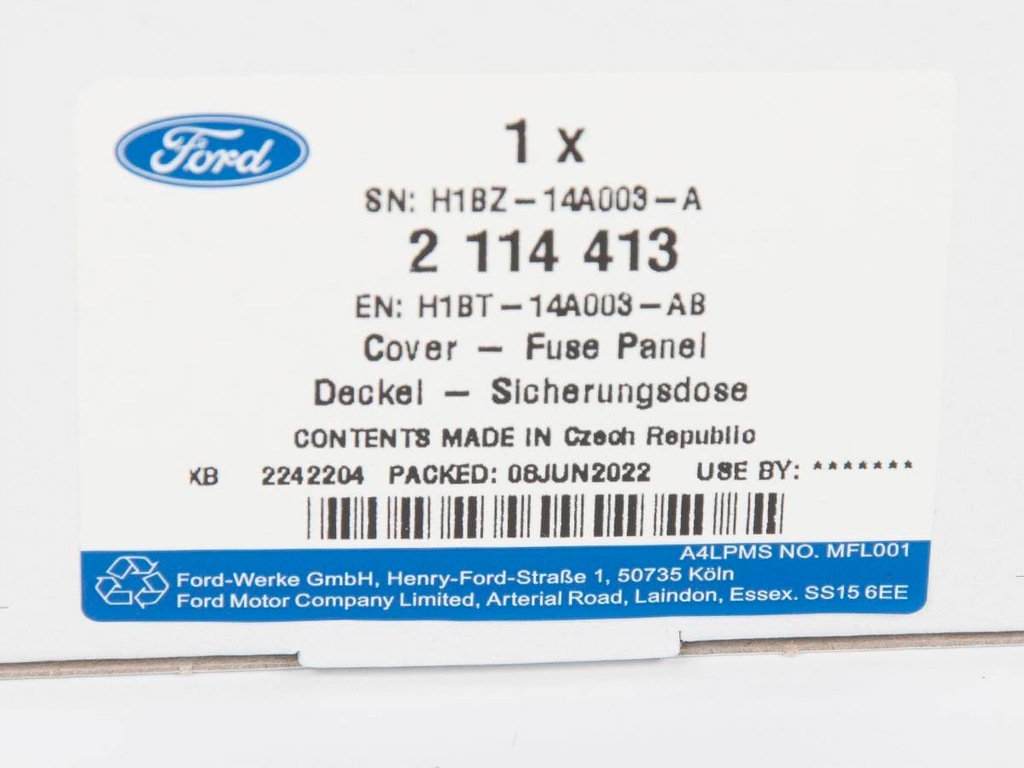 Ford
1 x
SN: H1BZ-14A003-A
2 114 413
EN: H1BT-14A003-AB
Cover - Fuse Panel
Deckel - Sicherungsdose
CONTENTS MADE IN Czech Republic
XB 2242204 PACKED: 08JUN2022 USE BY: *******
A4LPMS NO. MFL001
Ford-Werke GmbH, Henry-Ford-Straße 1, 50735 Köln
Ford Motor Company Limited, Arterial Road, Laindon, Essex. SS15 6EE